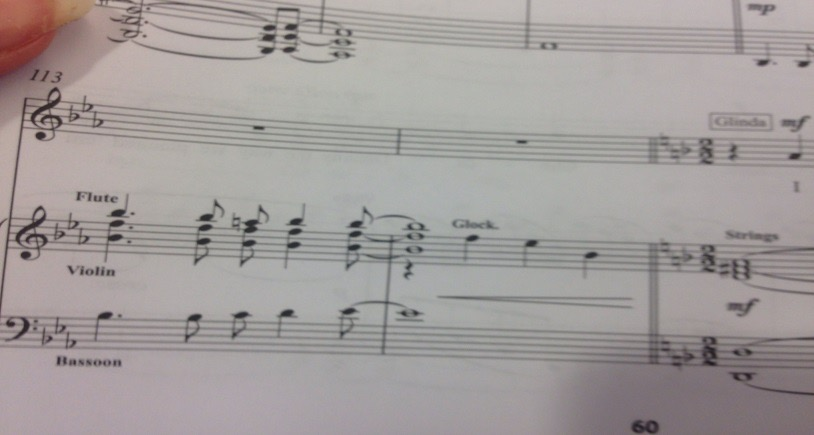 mp
113
Glinda mf
I
Flute
Glock.
Strings
Violin
mf
Bassoon
60